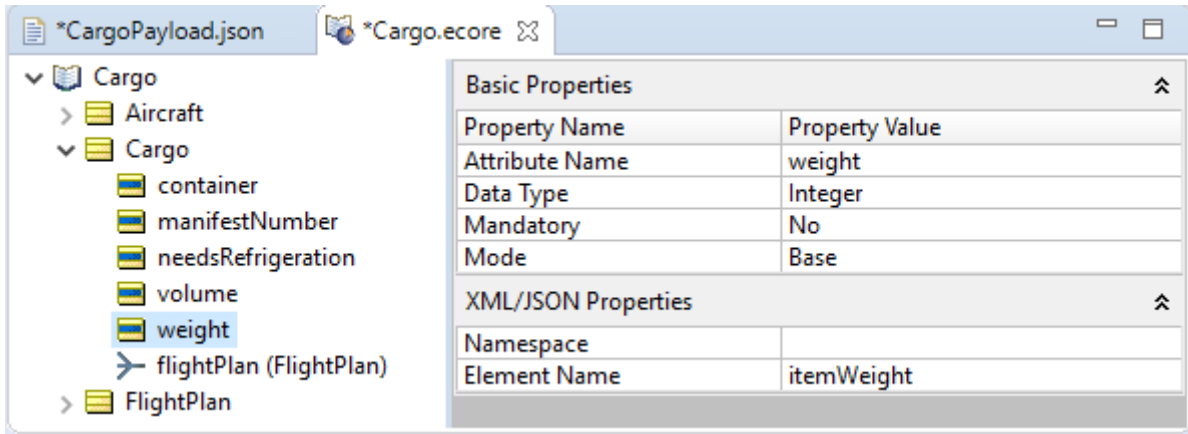 *CargoPayload.json
*Cargo.ecore
Cargo
Aircraft
Cargo
container
manifestNumber
needsRefrigeration
volume
weight
flightPlan (FlightPlan)
FlightPlan
Basic Properties
Property Name Property Value
Attribute Name weight
Data Type Integer
Mandatory No
Mode Base
XML/JSON Properties
Namespace
Element Name itemWeight